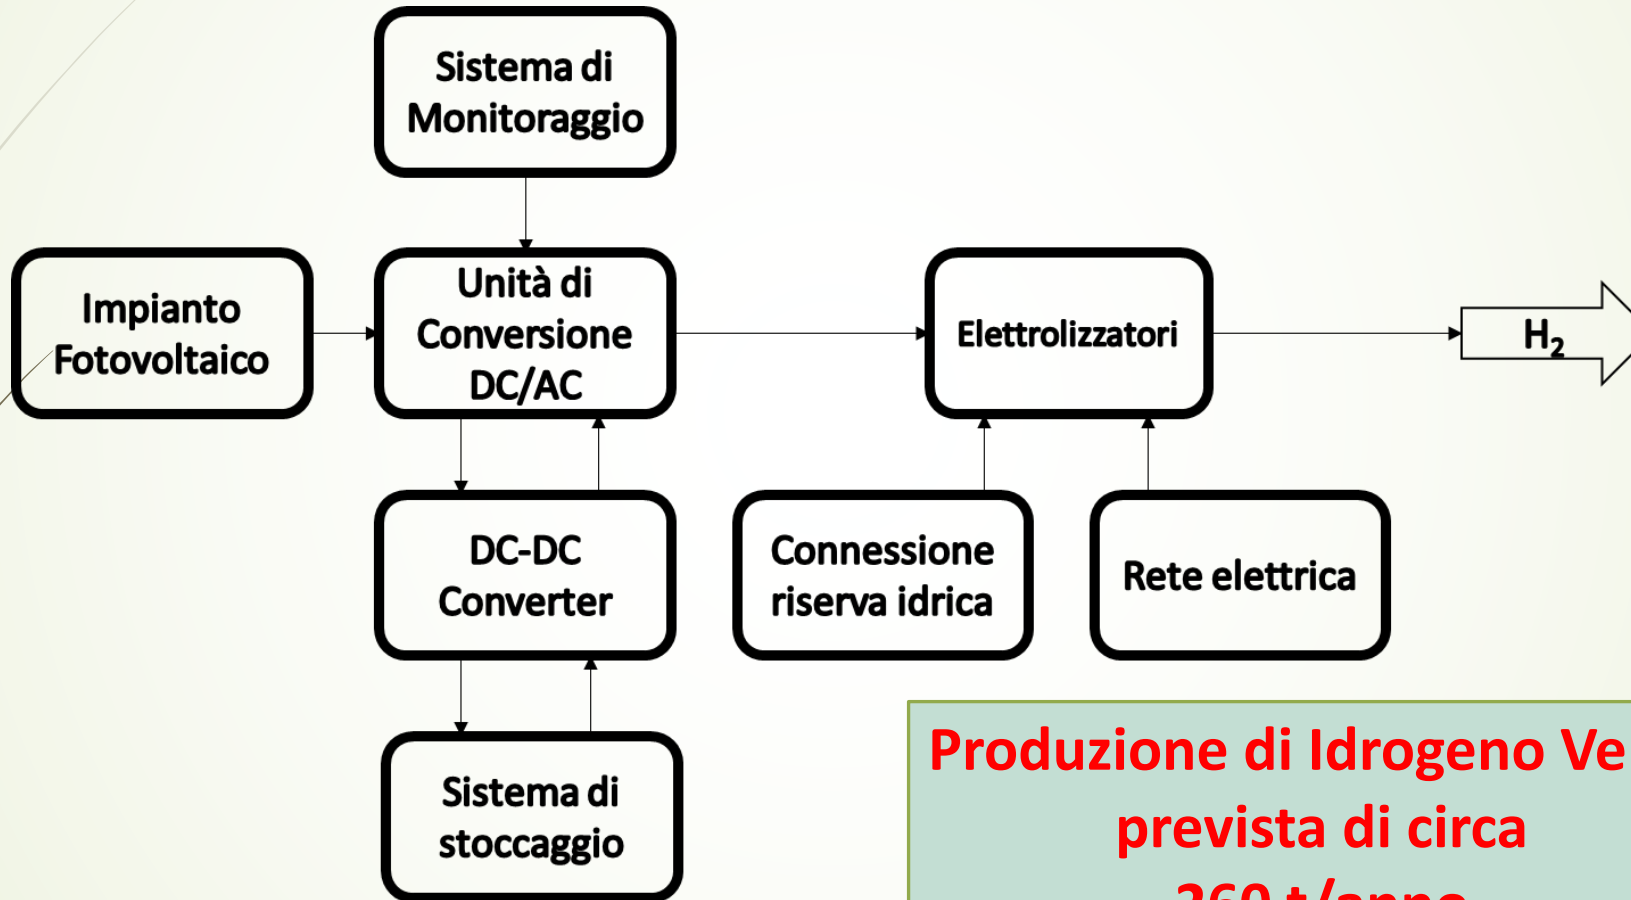 Sistema di
Monitoraggio
Impianto
Fotovoltaico
Unità di
Conversione
DC/AC
Elettrolizzatori
H₂
DC-DC
Converter
Connessione
riserva idrica
Rete elettrica
Sistema di
stoccaggio
Produzione di Idrogeno Ve
prevista di circa